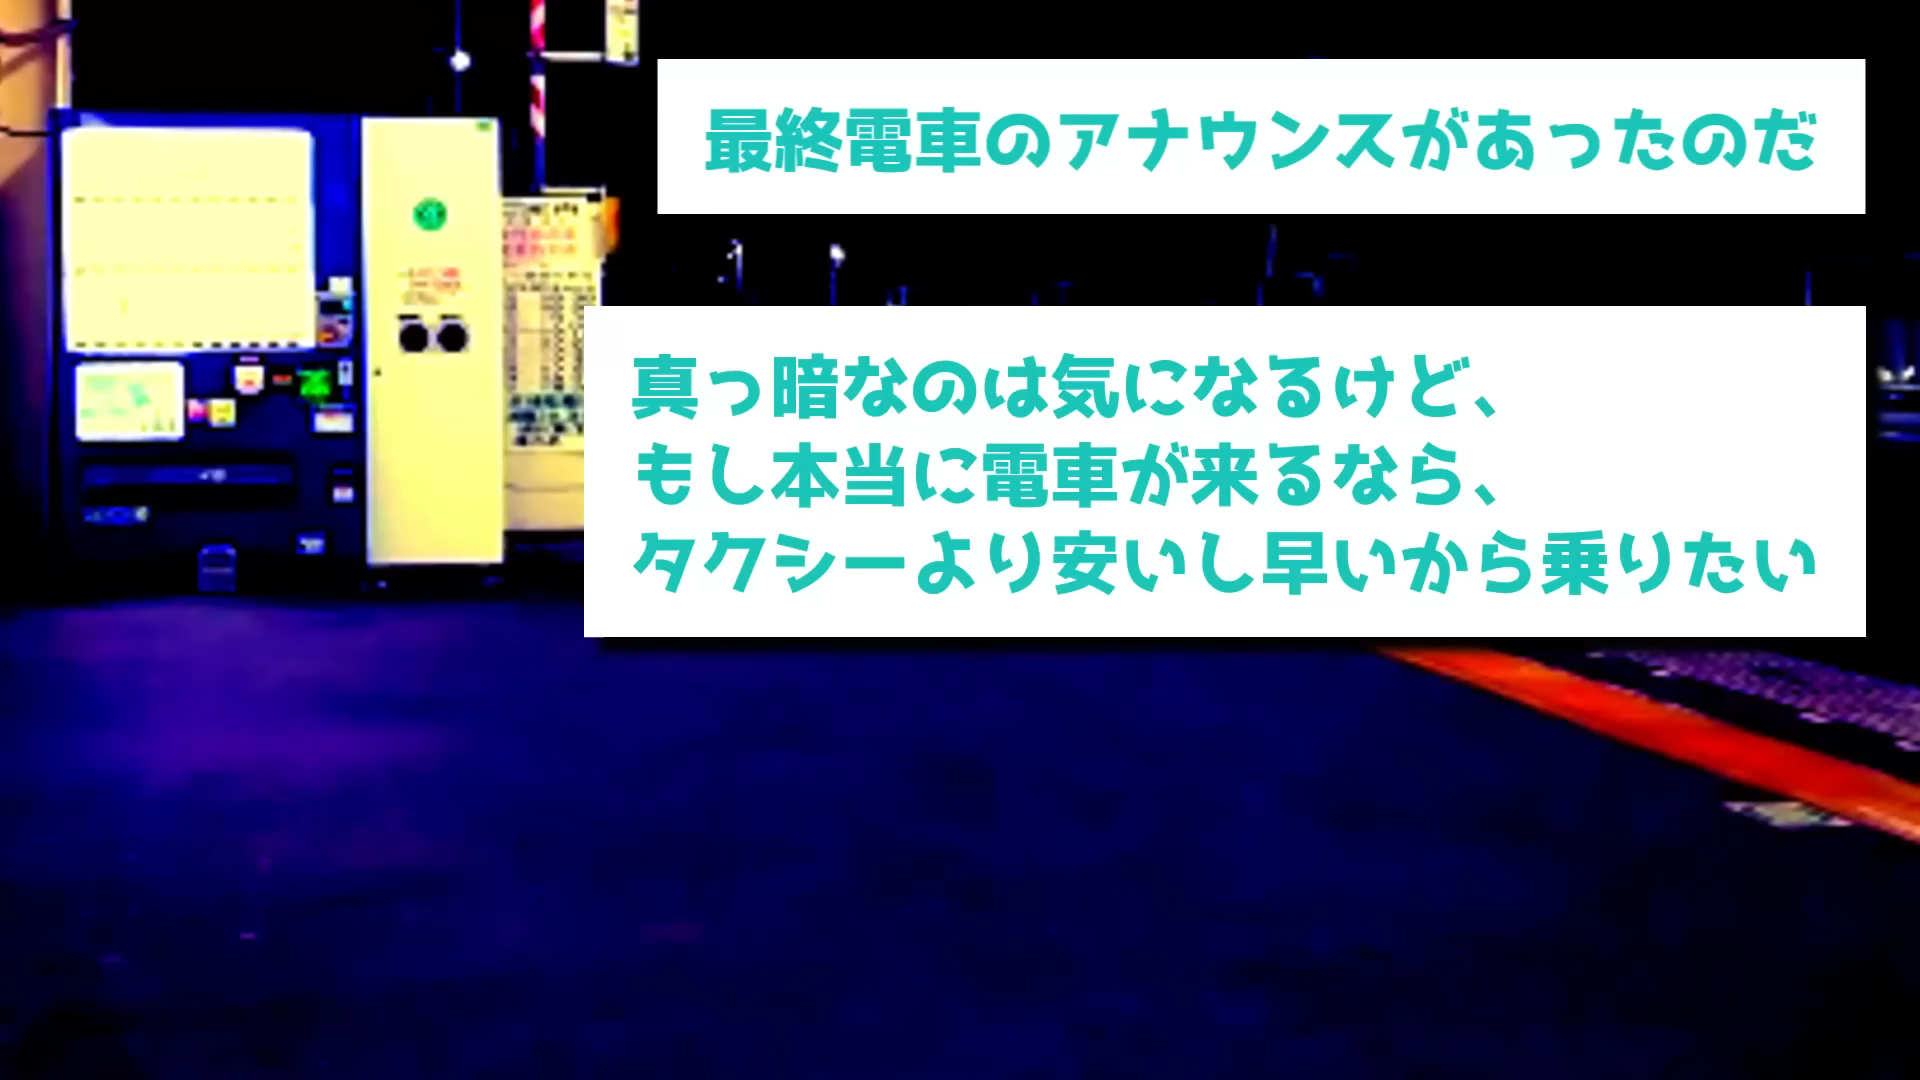 最終電車のアナウンスがあったのだ
真っ暗なのは気になるけど、
もし本当に電車が来るなら、
タクシーより安いし早いから乗りたい